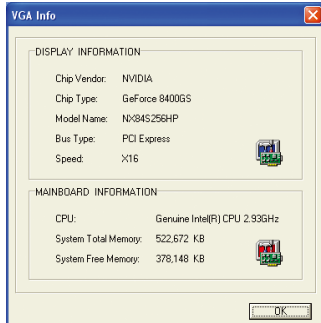 VGA Info
DISPLAY INFORMATION
Chip Vendor: NVIDIA
Chip Type: GeForce 8400GS
Model Name: NX84S256HP
Bus Type: PCI Express
Speed: X16
MAINBOARD INFORMATION
CPU: Genuine Intel(R) CPU 2.93GHz
System Total Memory: 522,672 KB
System Free Memory: 378,148 KB
OK